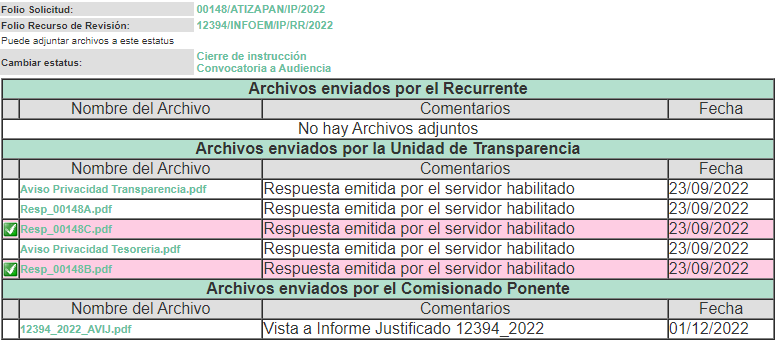 Folio Solicitud: 00148/ATIZAPAN/IP/2022
Folio Recurso de Revisión: 12394/INFOEM/IP/RR/2022
Puede adjuntar archivos a este estatus
Cambiar estatus: Cierre de instrucción
Convocatoria a Audiencia
Archivos enviados por el Recurrente
Nombre del Archivo Comentarios Fecha
No hay Archivos adjuntos
Archivos enviados por la Unidad de Transparencia
Nombre del Archivo Comentarios Fecha
Aviso Privacidad Transparencia.pdf Respuesta emitida por el servidor habilitado 23/09/2022
Resp_00148A.pdf Respuesta emitida por el servidor habilitado 23/09/2022
Resp_00148C.pdf Respuesta emitida por el servidor habilitado 23/09/2022
Aviso Privacidad Tesoreria.pdf Respuesta emitida por el servidor habilitado 23/09/2022
Resp_00148B.pdf Respuesta emitida por el servidor habilitado 23/09/2022
Archivos enviados por el Comisionado Ponente
Nombre del Archivo Comentarios Fecha
12394_2022_AVIJ.pdf Vista a Informe Justificado 12394_2022 01/12/2022